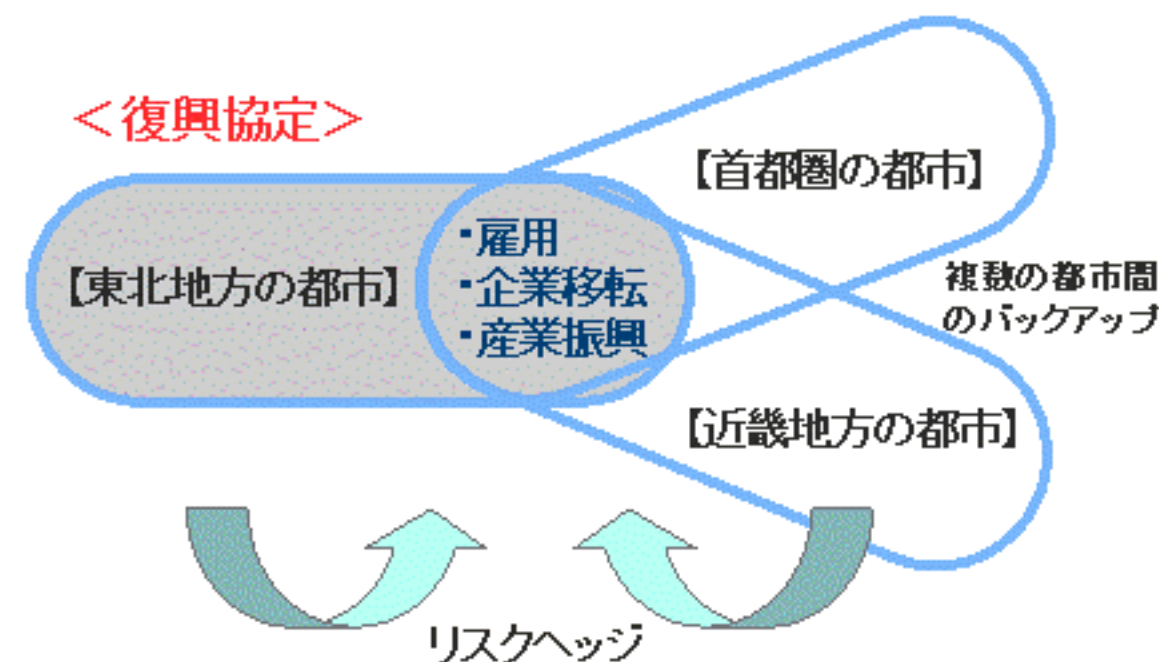 ＜復興協定＞
【首都圏の都市】
・雇用
・企業移転
・産業振興
【東北地方の都市】
複数の都市間
のバックアップ
【近畿地方の都市】
リスクヘッジ